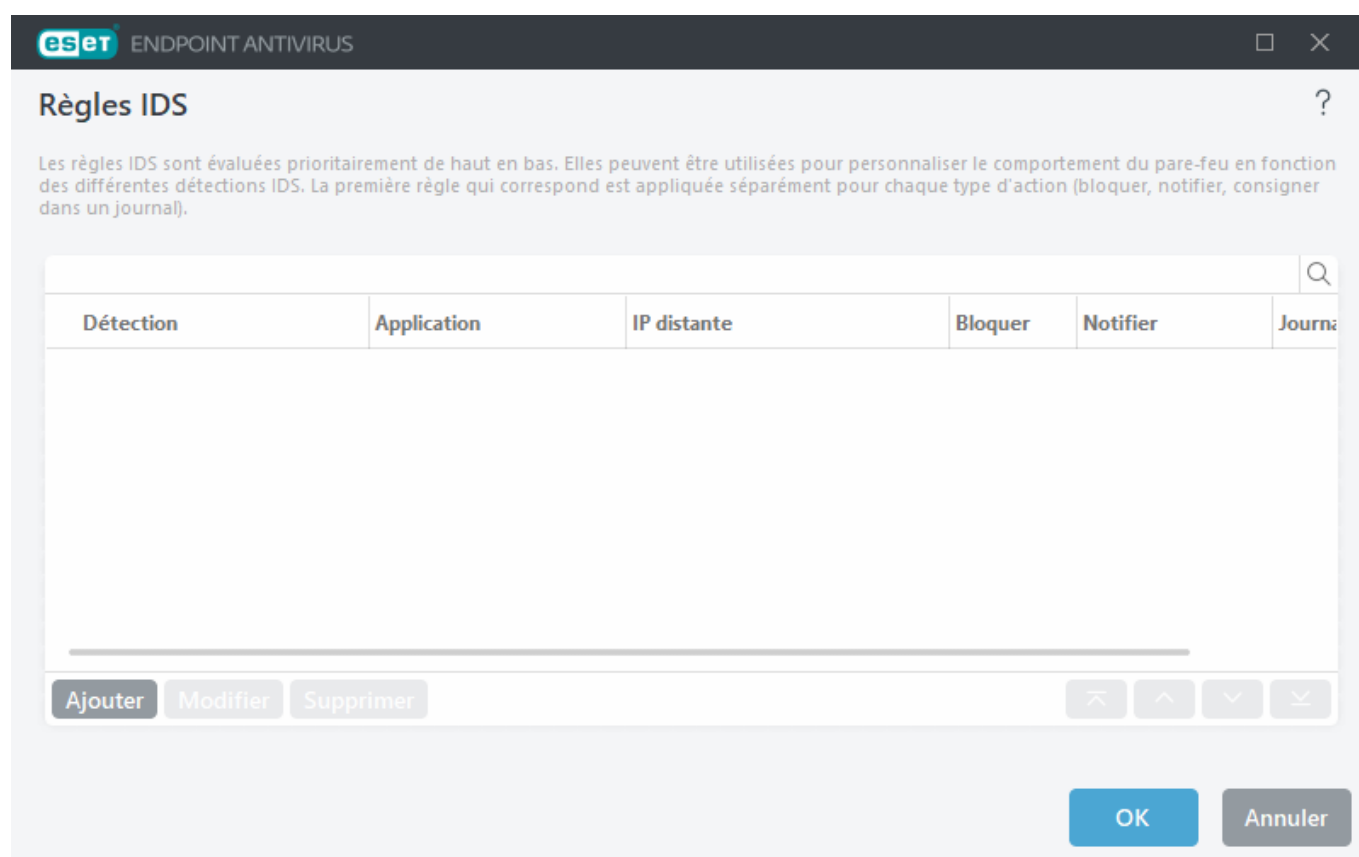 eset ENDPOINT ANTIVIRUS
Règles IDS
?
Les règles IDS sont évaluées prioritairement de haut en bas. Elles peuvent être utilisées pour personnaliser le comportement du pare-feu en fonction
des différentes détections IDS. La première règle qui correspond est appliquée séparément pour chaque type d'action (bloquer, notifier, consigner
dans un journal).
Détection Application IP distante Bloquer Notifier Journa
Ajouter Modifier Supprimer
OK Annuler